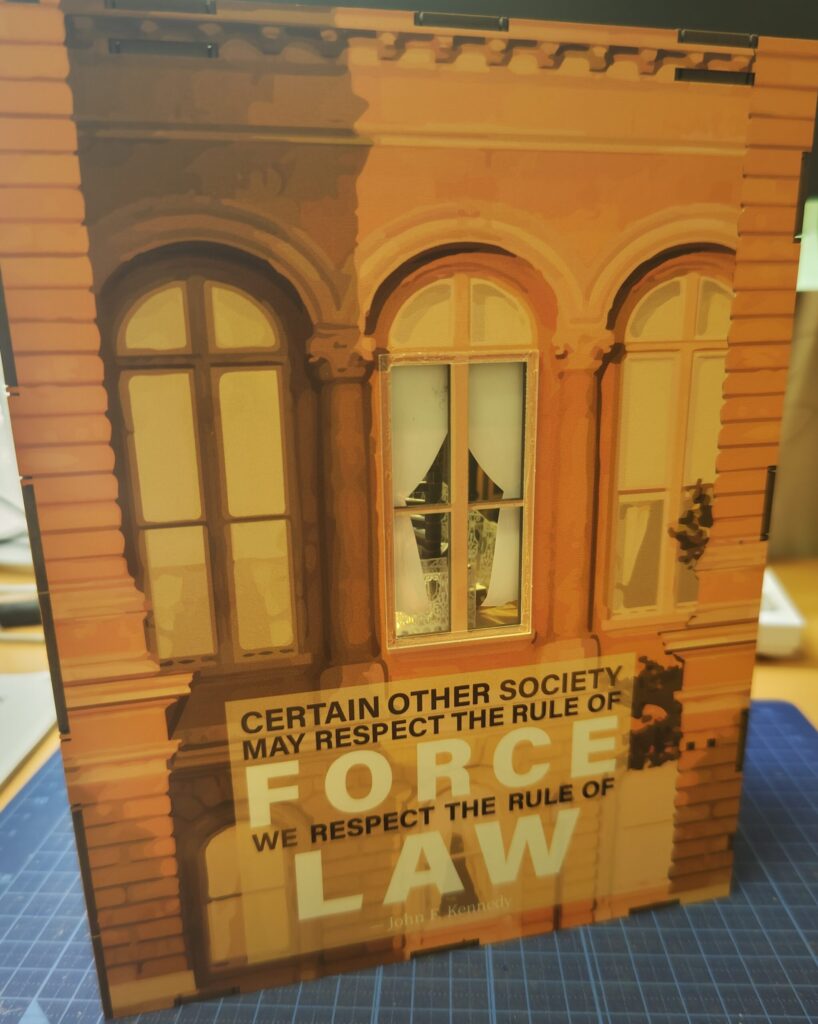 CERTAIN OTHER SOCIETY
MAY RESPECT THE RULE OF
FORCE
WE RESPECT THE RULE OF
LAW
John F. Kennedy